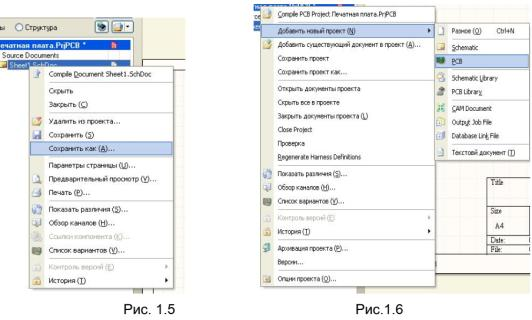 ы Структура
ечатная плата.PrjPCB *
Source Documents
Sheet1.SchDoc
Compile Document Sheet1.SchDoc
Скрыть
Закрыть (C)
Удалить из проекта...
Сохранить (S)
Сохранить как (A)...
Параметры страницы (U)...
Предварительный просмотр (V)...
Печать (P)...
Показать различия (S)...
Обзор каналов (H)...
Ссылки компонента (K)...
Список вариантов (V)...
Контроль версий (E)
История (T)
Рис. 1.5
Compile PCB Project Печатная плата.PrjPCB
Добавить новый проект (N)
Добавить существующий документ в проект (A)...
Сохранить проект
Сохранить проект как...
Открыть документы проекта
Скрыть все в проекте
Закрыть документы проекта (L)
Close Project
Проверка
Regenerate Harness Definitions
Показать различия (S)...
Обзор каналов (H)...
Список вариантов (V)...
Контроль версий (E)
История (T)
Архивация проекта (P)...
Версии...
Опции проекта (O)...
Разное (O) Ctrl+N
Schematic
PCB
Schematic Library
PCB Library
CAM Document
Output Job File
Database Link File
Текстовой документ (T)
Title
Size
A4
Date:
File:
Рис.1.6